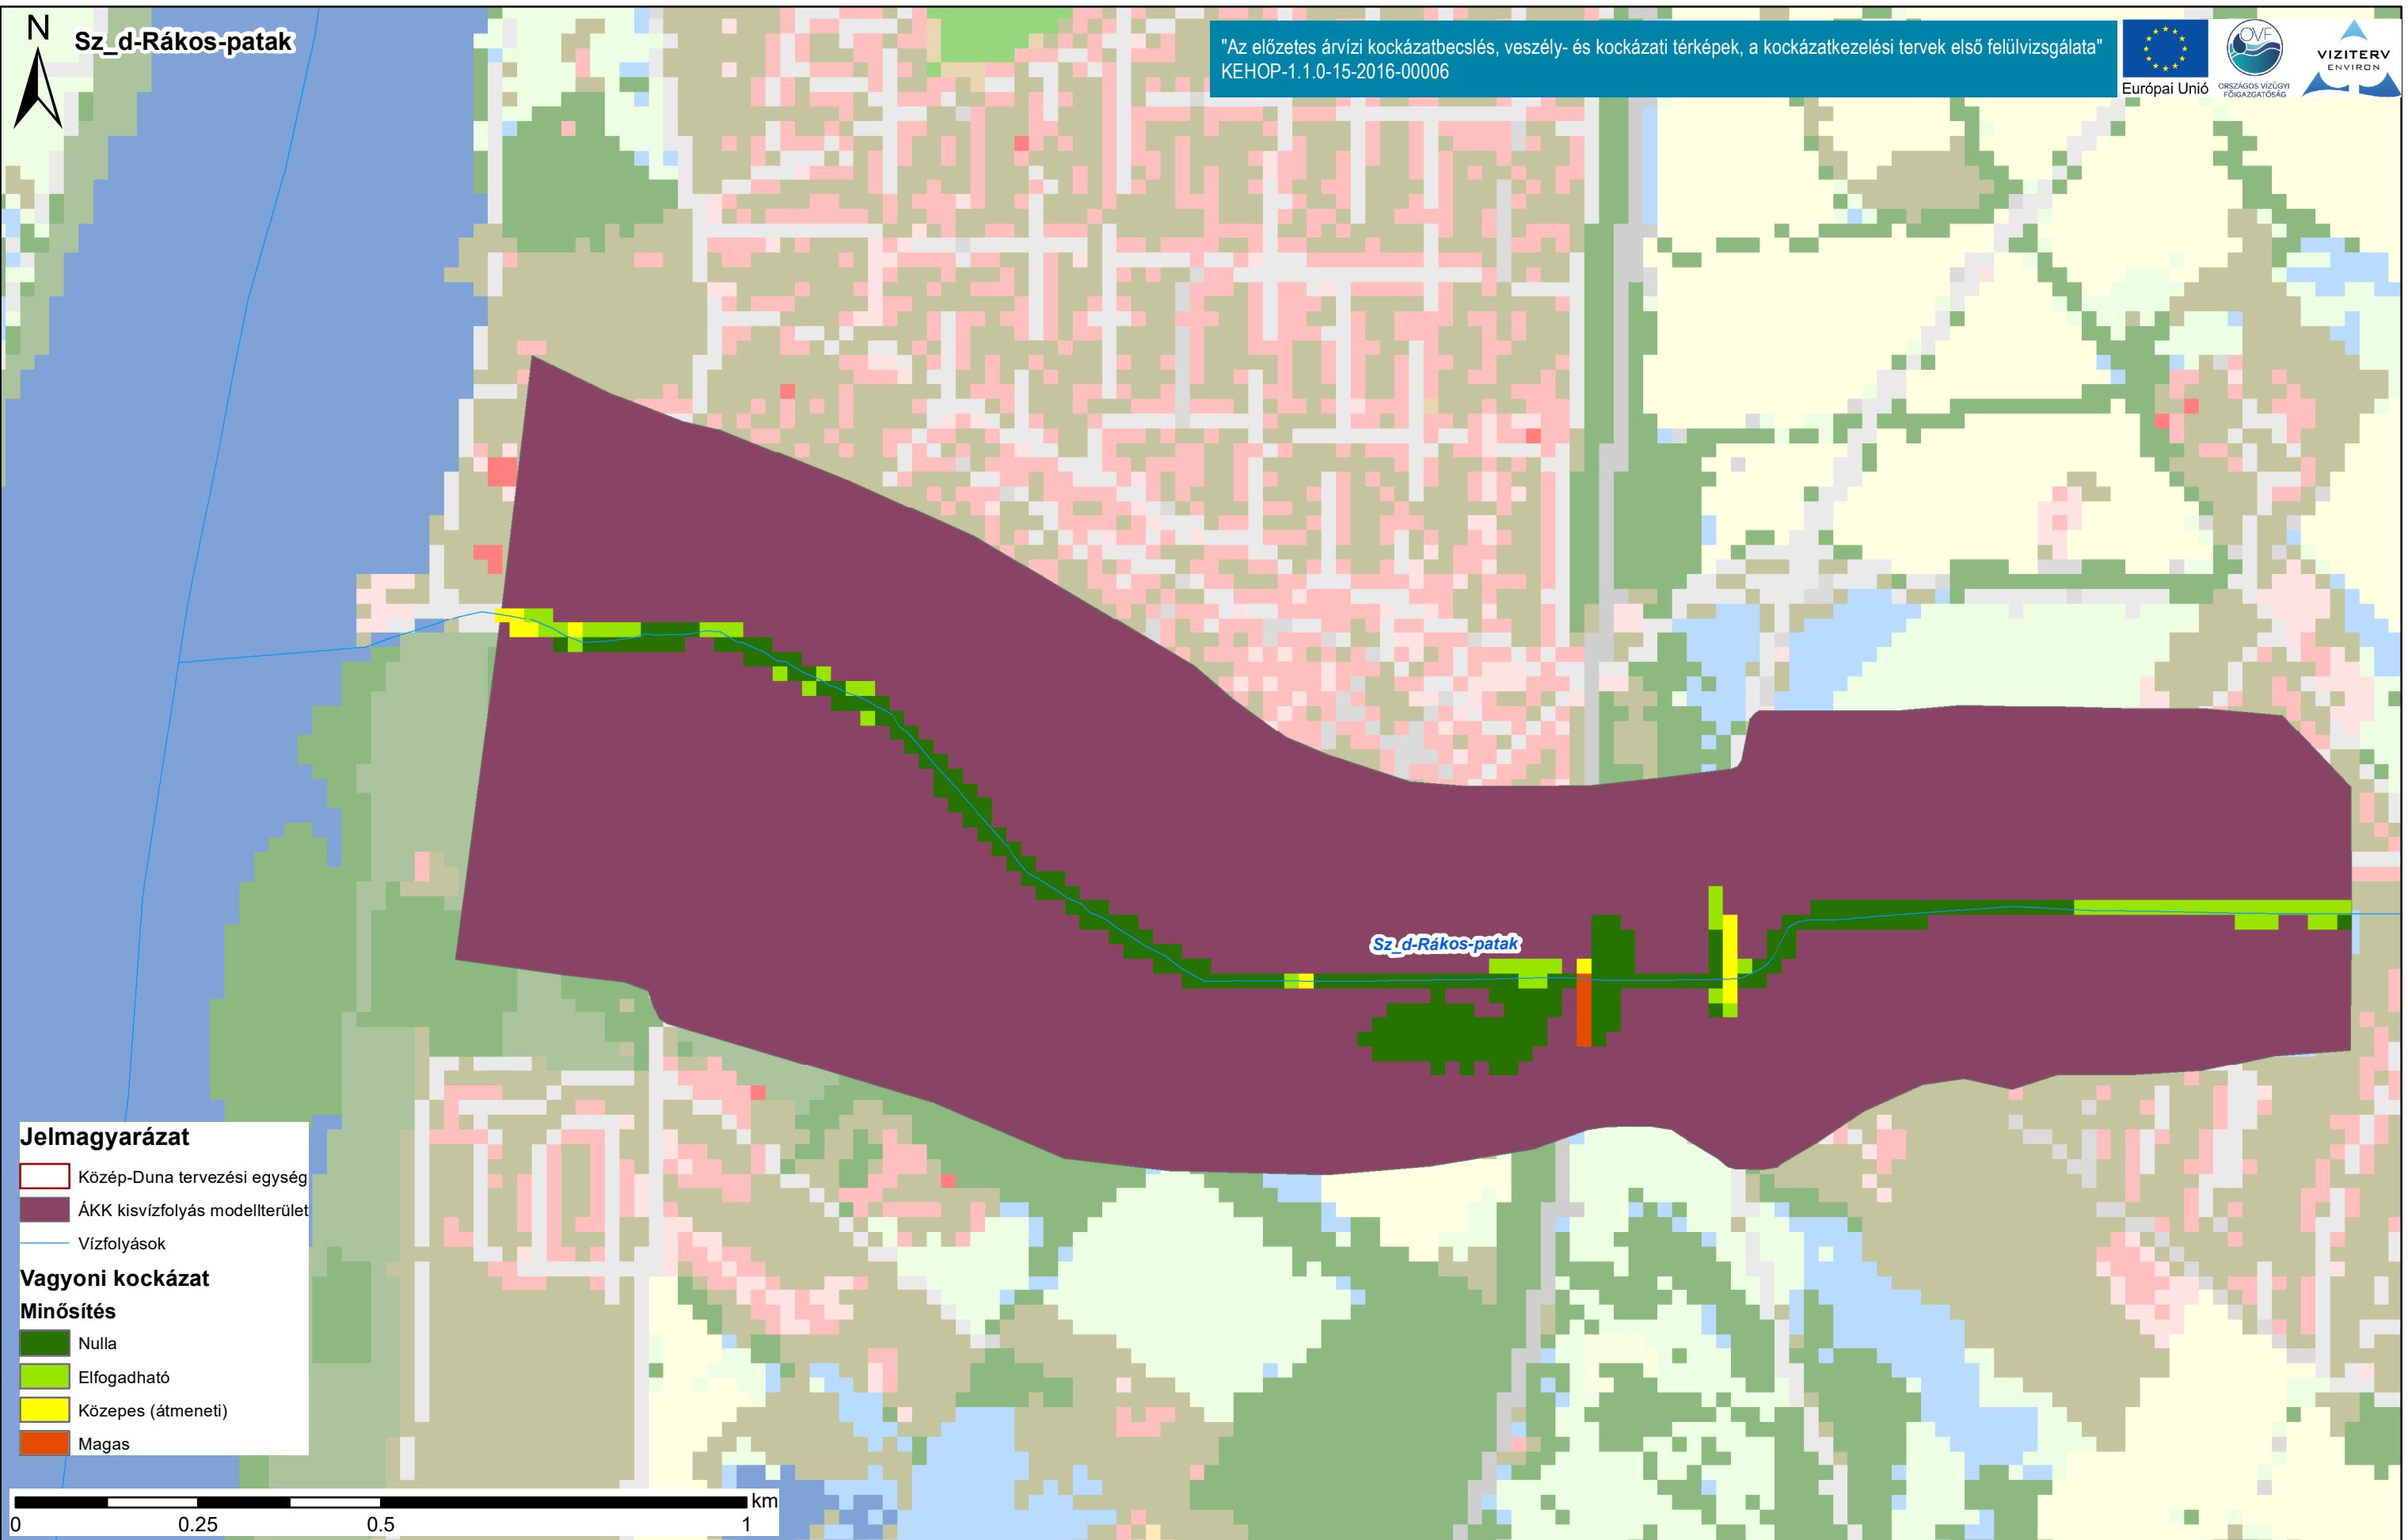 N
Sz_d-Rákos-patak
"Az előzetes árvízi kockázatbecslés, veszély- és kockázati térképek, a kockázatkezelési tervek első felülvizsgálata"
KEHOP-1.1.0-15-2016-00006
Európai Unió
OVF
ORSZÁGOS VÍZÜGYI
FŐIGAZGATÓSÁG
VIZITERV
ENVIRON
Sz_d-Rákos-patak
Jelmagyarázat
Közép-Duna tervezési egység
ÁKK kisvízfolyás modellterület
Vízfolyások
Vagyoni kockázat
Minősítés
Nulla
Elfogadható
Közepes (átmeneti)
Magas
km
0 0.25 0.5 1